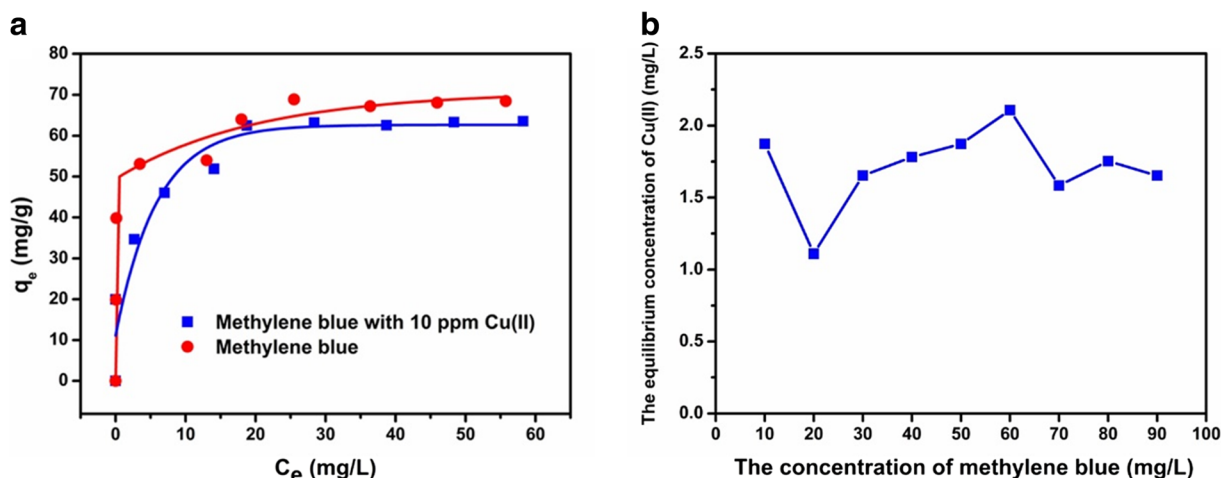 a
80
70
60
50
40
30
20
10
0
qe (mg/g)
Methylene blue with 10 ppm Cu(II)
Methylene blue
0 10 20 30 40 50 60
Ce (mg/L)
b
2.5
2.0
1.5
1.0
0.5
0.0
The equilibrium concentration of Cu(II) (mg/L)
0 10 20 30 40 50 60 70 80 90 100
The concentration of methylene blue (mg/L)